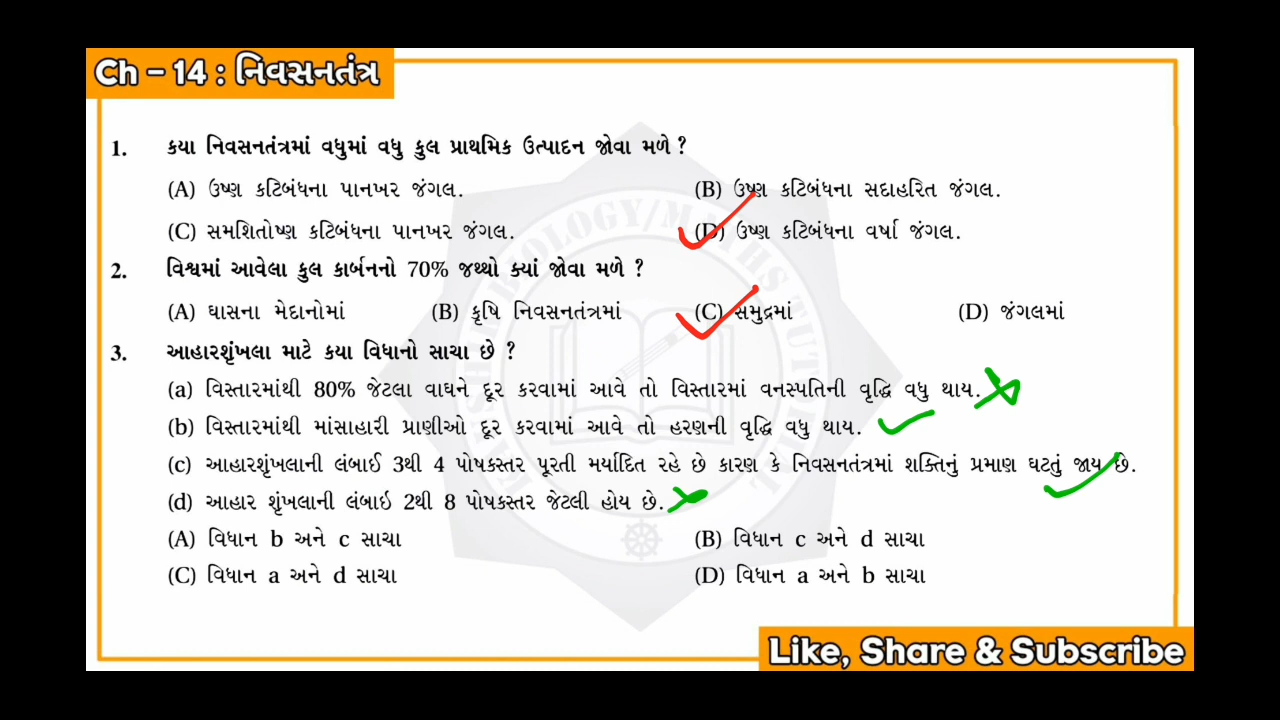 Ch – 14 : નિવસનતંત્ર
1. કયા નિવસનતંત્રમાં વધુમાં વધુ કુલ પ્રાથમિક ઉત્પાદન જોવા મળે ?
(A) ઉષ્ણ કટિબંધના પાનખર જંગલ. (B) ઉષ્ણ કટિબંધના સદાહરિત જંગલ.
(C) સમશિતોષ્ણ કટિબંધના પાનખર જંગલ. (D) ઉષ્ણ કટિબંધના વર્ષા જંગલ.
2. વિશ્વમાં આવેલા કુલ કાર્બનનો 70% જથ્થો ક્યાં જોવા મળે ?
(A) ઘાસના મેદાનોમાં (B) કૃષિ નિવસનતંત્રમાં (C) સમુદ્રમાં (D) જંગલમાં
3. આહારશૃંખલા માટે કયા વિધાનો સાચા છે ?
(a) વિસ્તારમાંથી 80% જેટલા વાઘને દૂર કરવામાં આવે તો વિસ્તારમાં વનસ્પતિની વૃદ્ધિ વધુ થાય.
(b) વિસ્તારમાંથી માંસાહારી પ્રાણીઓ દૂર કરવામાં આવે તો હરણની વૃદ્ધિ વધુ થાય.
(c) આહારશૃંખલાની લંબાઈ 3થી 4 પોષકસ્તર પૂરતી મર્યાદિત રહે છે કારણ કે નિવસનતંત્રમાં શક્તિનું પ્રમાણ ઘટતું જાય છે.
(d) આહાર શૃંખલાની લંબાઇ 2થી 8 પોષકસ્તર જેટલી હોય છે.
(A) વિધાન b અને c સાચા (B) વિધાન c અને d સાચા
(C) વિધાન a અને d સાચા (D) વિધાન a અને b સાચા
Like, Share & Subscribe